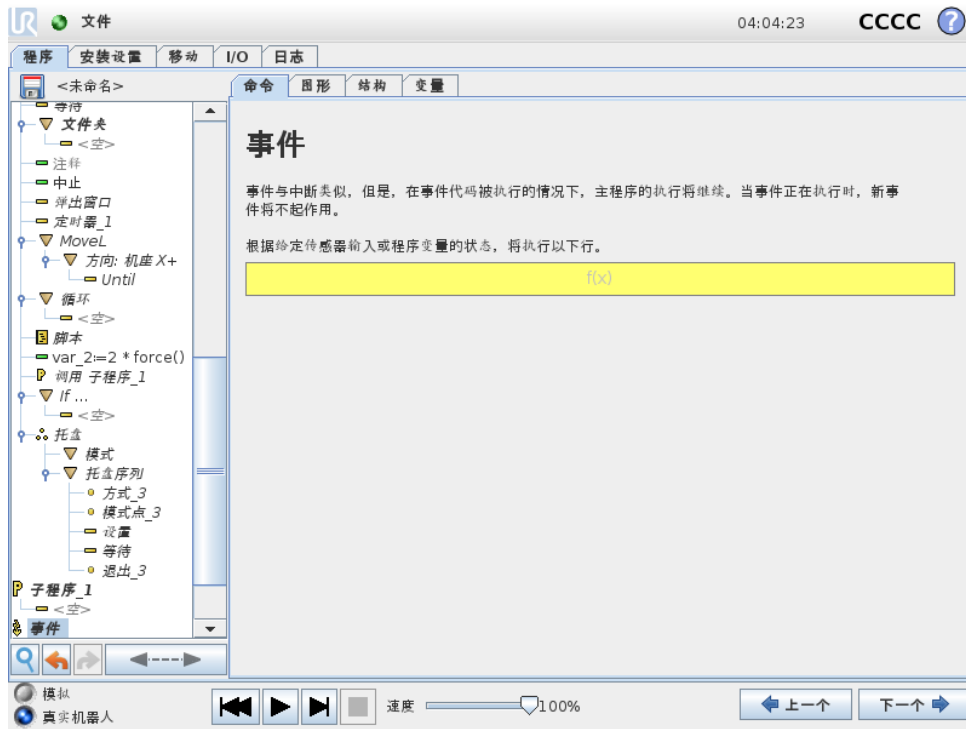 UR 文件 04:04:23 CCCC ?
程序 安装设置 移动 I/O 日志
<未命名> 命令 图形 结构 变量
等待
文件夹
<空>
注释
中止
弹出窗口
定时器_1
MoveL
方向: 机座 X+
Until
循环
<空>
脚本
var_2≔2 * force()
调用 子程序_1
If ...
<空>
托盘
模式
托盘序列
方式_3
模式点_3
设置
等待
退出_3
子程序_1
<空>
事件
事件
事件与中断类似，但是，在事件代码被执行的情况下，主程序的执行将继续。当事件正在执行时，新事
件将不起作用。
根据给定传感器输入或程序变量的状态，将执行以下行。
f(x)
模拟
真实机器人
速度 100% 上一个 下一个